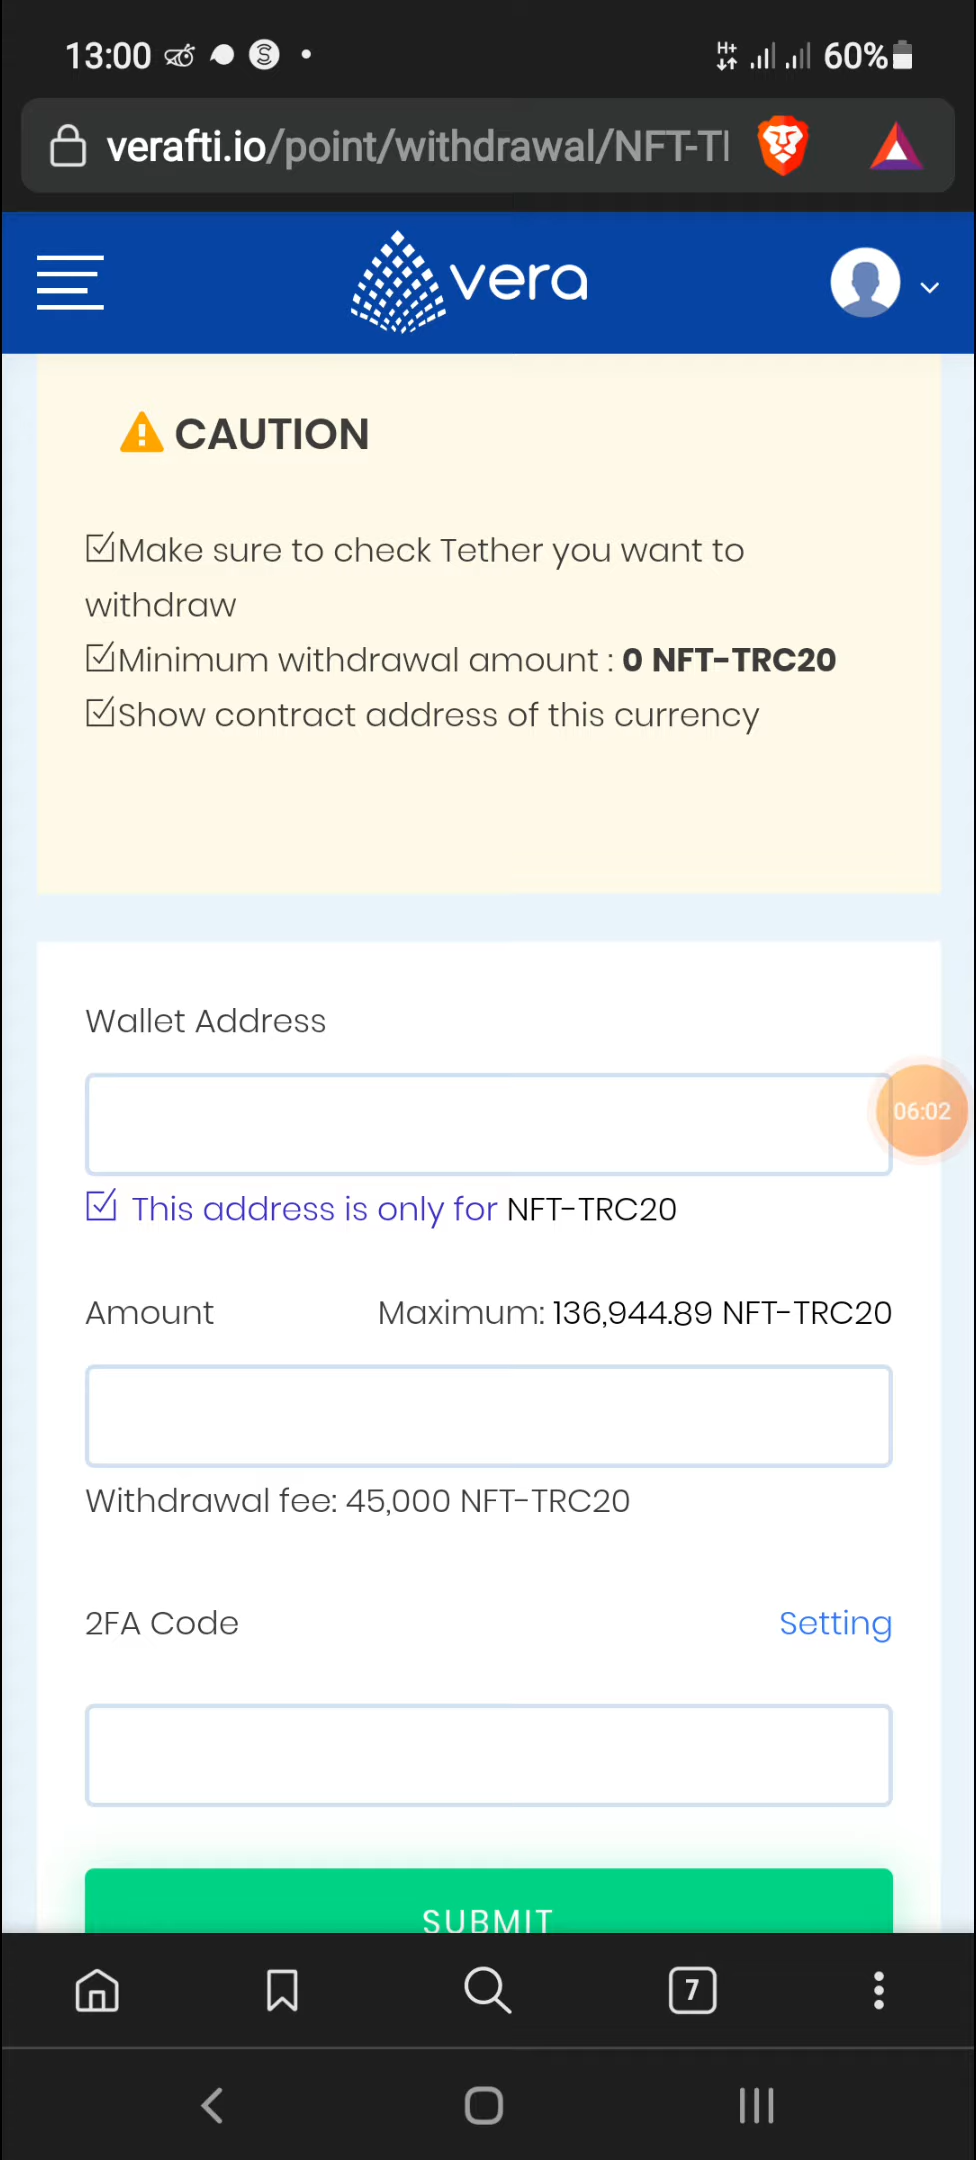 13:00
H+
60%
verafti.io/point/withdrawal/NFT-T
vera
CAUTION
Make sure to check Tether you want to
withdraw
Minimum withdrawal amount : 0 NFT-TRC20
Show contract address of this currency
Wallet Address
06:02
This address is only for NFT-TRC20
Amount Maximum: 136,944.89 NFT-TRC20
Withdrawal fee: 45,000 NFT-TRC20
2FA Code Setting
SUBMIT
7